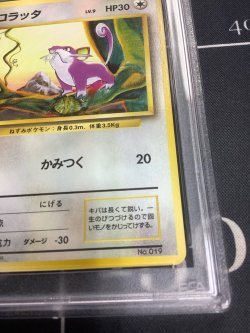 コラッタ LV.9 HP30
ねずみポケモン：身長0.3m、体重3.5Kg
かみつく 20
にげる
ダメージ -30
キバは長くて鋭い。一
生のびつづけるので固
いモノをかじってけずる。
No.019